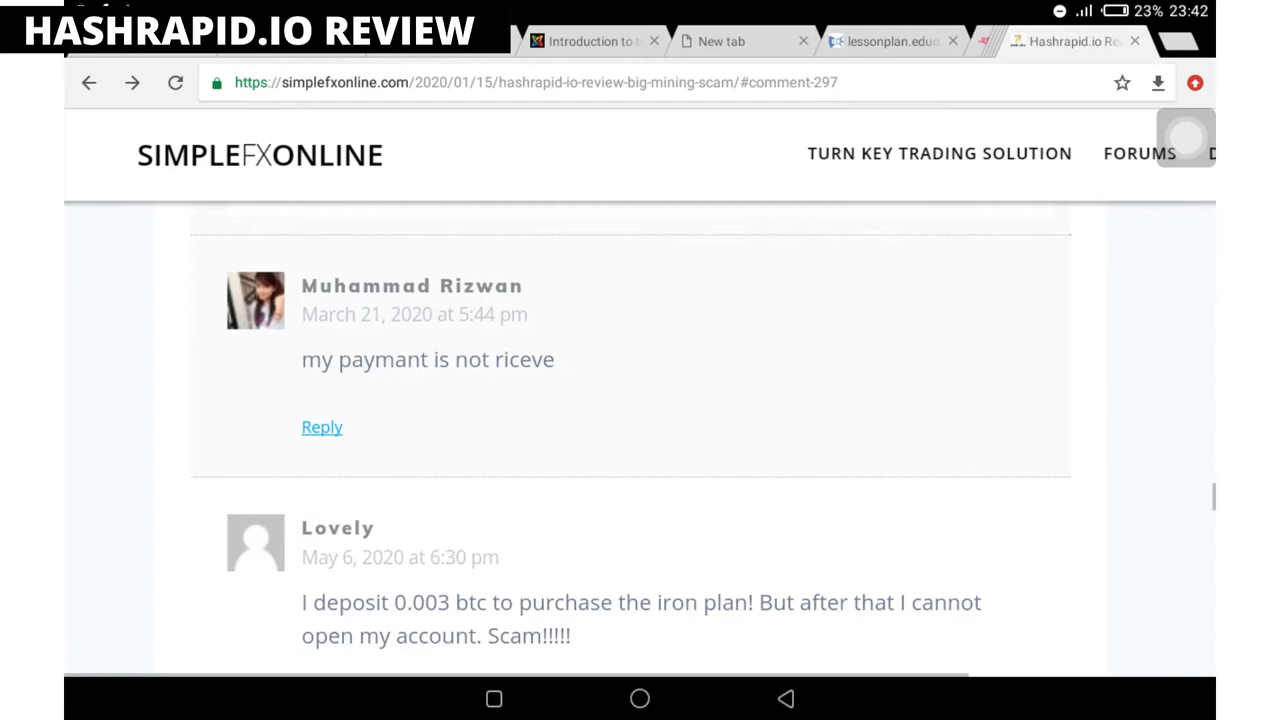 HASHRAPID.IO REVIEW
23% 23:42
Introduction to t
New tab
lessonplan.edud
Hashrapid.io Re
https://simplefxonline.com/2020/01/15/hashrapid-io-review-big-mining-scam/#comment-297
SIMPLEFXONLINE
TURN KEY TRADING SOLUTION FORUMS D
Muhammad Rizwan
March 21, 2020 at 5:44 pm
my paymant is not riceve
Reply
Lovely
May 6, 2020 at 6:30 pm
I deposit 0.003 btc to purchase the iron plan! But after that I cannot
open my account. Scam!!!!!